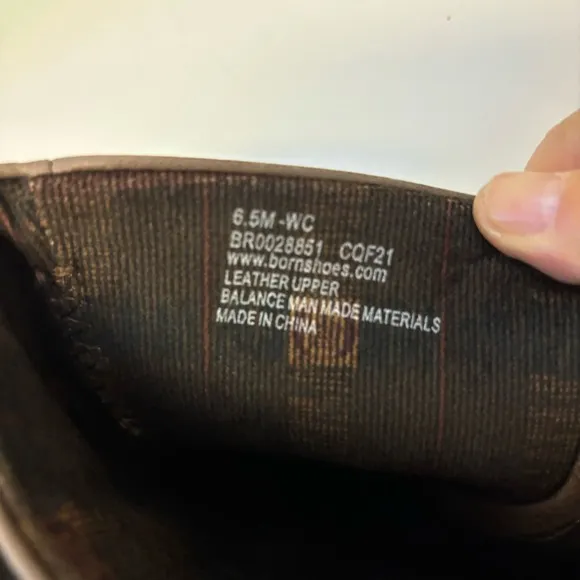 6.5M -WC
BR0028851 CQF21
www.bornshoes.com
LEATHER UPPER
BALANCE MAN MADE MATERIALS
MADE IN CHINA